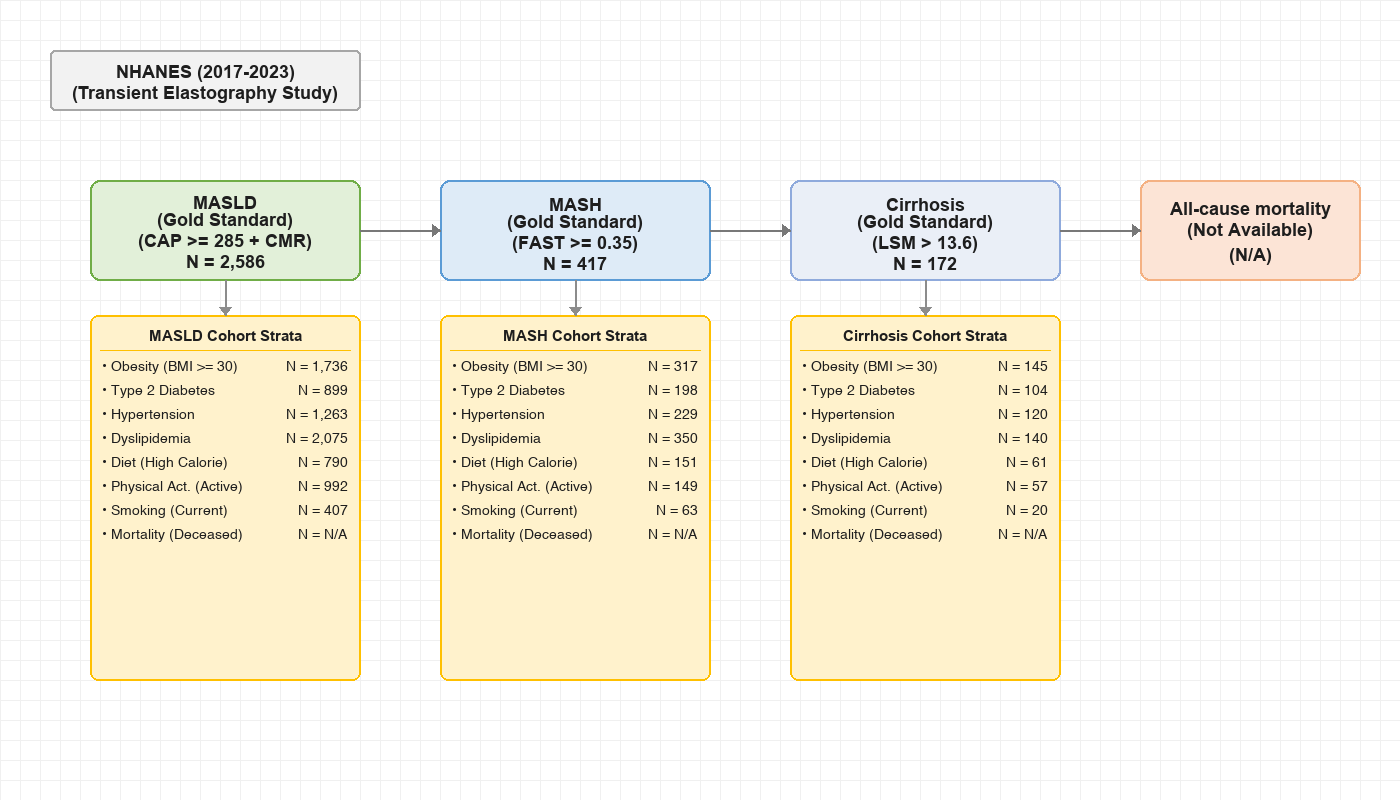 NHANES (2017-2023)
(Transient Elastography Study)
MASLD
(Gold Standard)
(CAP >= 285 + CMR)
N = 2,586
MASH
(Gold Standard)
(FAST >= 0.35)
N = 417
Cirrhosis
(Gold Standard)
(LSM > 13.6)
N = 172
All-cause mortality
(Not Available)
(N/A)
MASLD Cohort Strata
• Obesity (BMI >= 30) N = 1,736
• Type 2 Diabetes N = 899
• Hypertension N = 1,263
• Dyslipidemia N = 2,075
• Diet (High Calorie) N = 790
• Physical Act. (Active) N = 992
• Smoking (Current) N = 407
• Mortality (Deceased) N = N/A
MASH Cohort Strata
• Obesity (BMI >= 30) N = 317
• Type 2 Diabetes N = 198
• Hypertension N = 229
• Dyslipidemia N = 350
• Diet (High Calorie) N = 151
• Physical Act. (Active) N = 149
• Smoking (Current) N = 63
• Mortality (Deceased) N = N/A
Cirrhosis Cohort Strata
• Obesity (BMI >= 30) N = 145
• Type 2 Diabetes N = 104
• Hypertension N = 120
• Dyslipidemia N = 140
• Diet (High Calorie) N = 61
• Physical Act. (Active) N = 57
• Smoking (Current) N = 20
• Mortality (Deceased) N = N/A